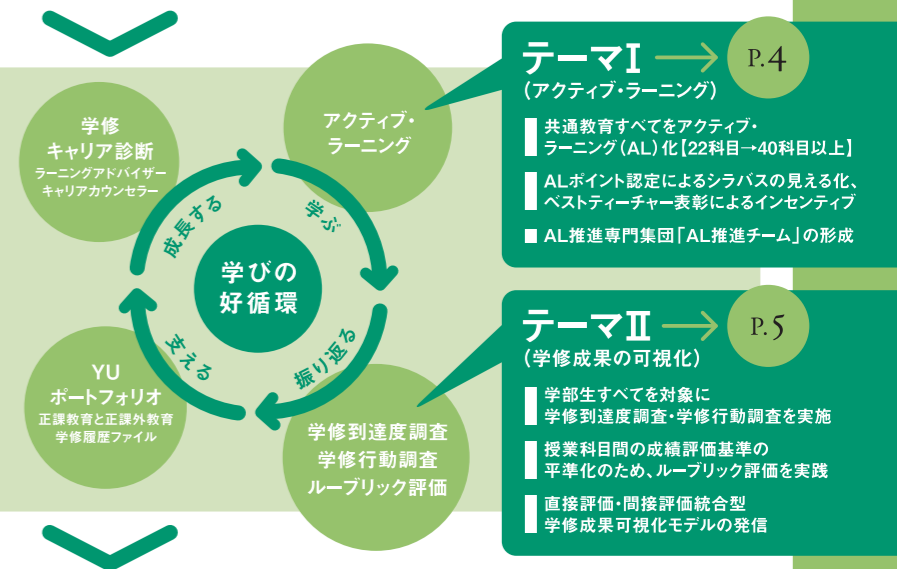 学修
キャリア診断
ラーニングアドバイザー
キャリアカウンセラー
アクティブ・
ラーニング
成長する
学ぶ
学びの
好循環
支える
振り返る
YU
ポートフォリオ
正課教育と正課外教育
学修履歴ファイル
学修到達度調査
学修行動調査
ルーブリック評価
テーマⅠ
P.4
(アクティブ・ラーニング)
共通教育すべてをアクティブ・
ラーニング(AL)化【22科目→40科目以上】
ALポイント認定によるシラバスの見える化、
ベストティーチャー表彰によるインセンティブ
AL推進専門集団「AL推進チーム」の形成
テーマⅡ
P.5
(学修成果の可視化)
学部生すべてを対象に
学修到達度調査・学修行動調査を実施
授業科目間の成績評価基準の
平準化のため、ルーブリック評価を実践
直接評価・間接評価統合型
学修成果可視化モデルの発信